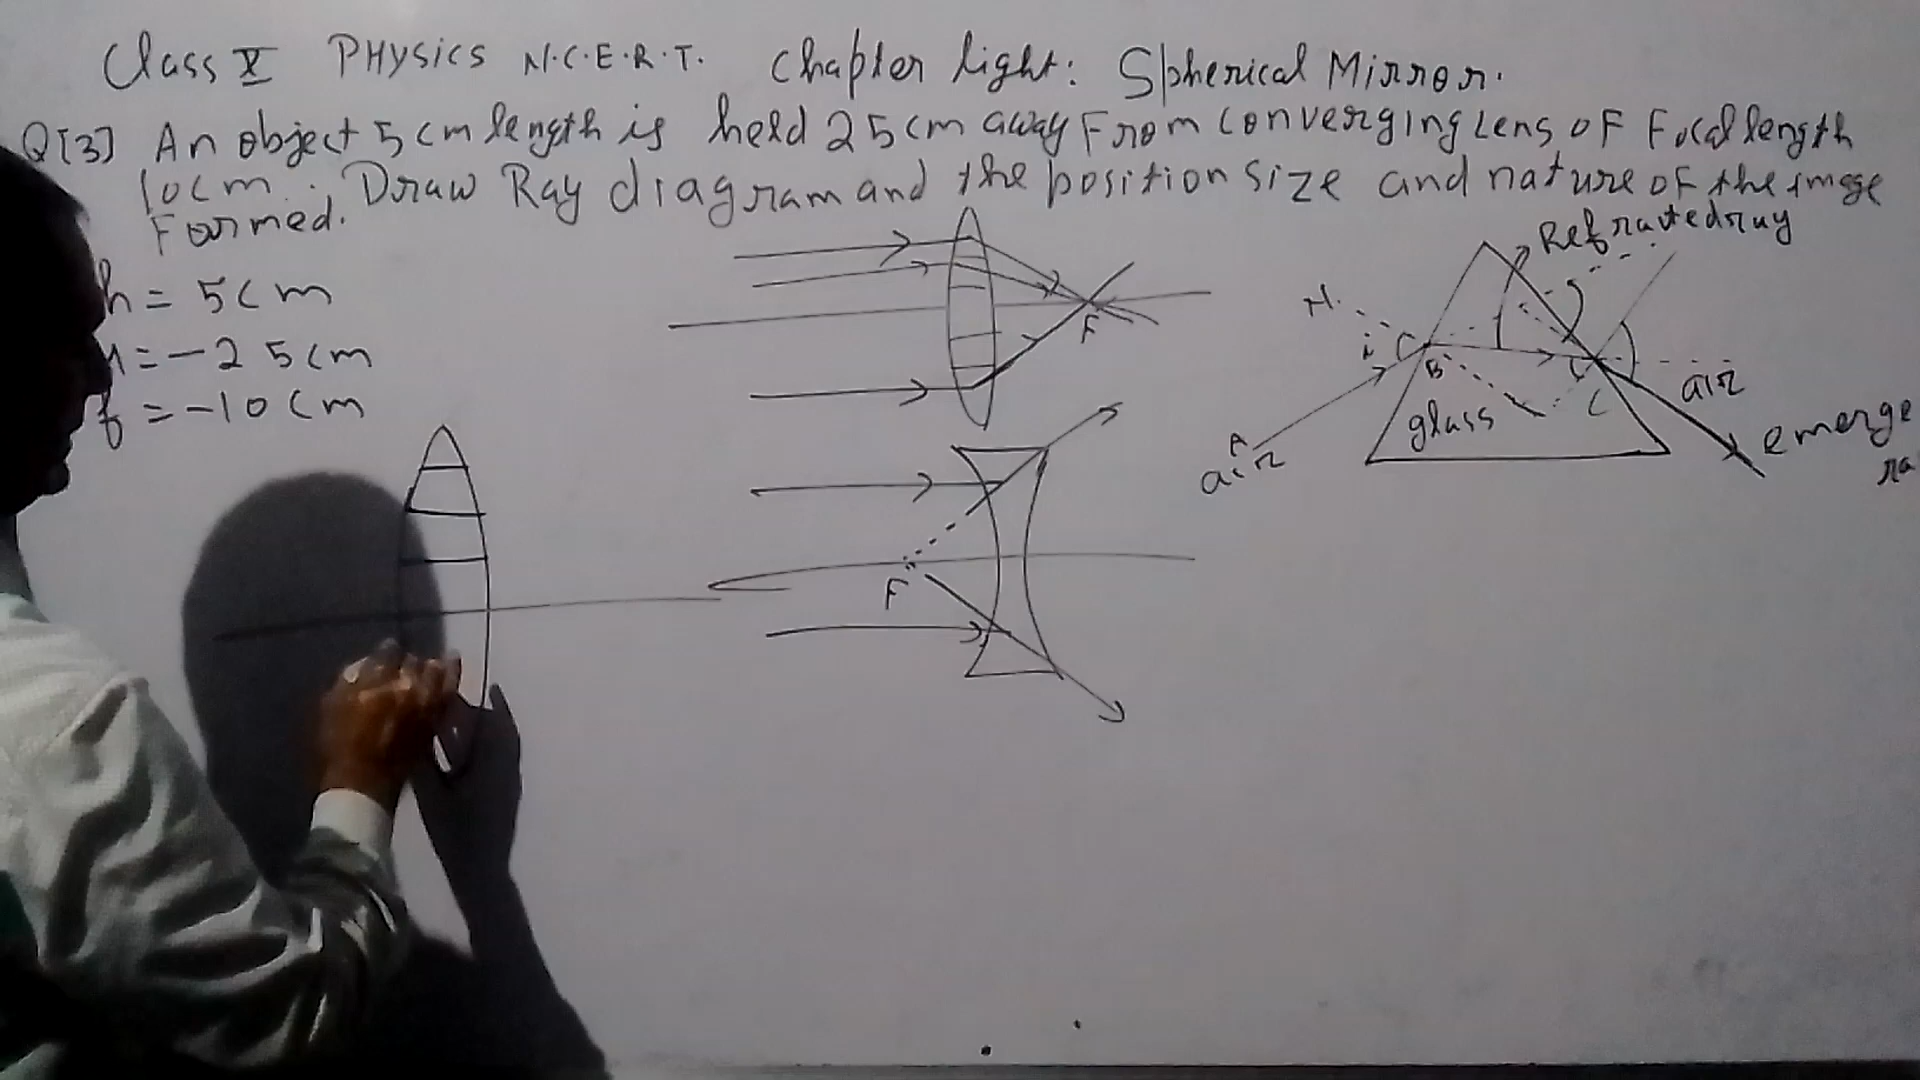 Class X PHysics N.C.E.R.T. Chapter light: Spherical Mirror.
Q[3] An object 5cm length is held 25cm away From converging Lens OF Focal length
10cm. Draw Ray diagram and the position size and nature OF the image
Formed.
h = 5cm
u = -25cm
f = -10cm
F
F
Refracted ray
N.
i
B
C
glass
A
air
air
emerge
ra